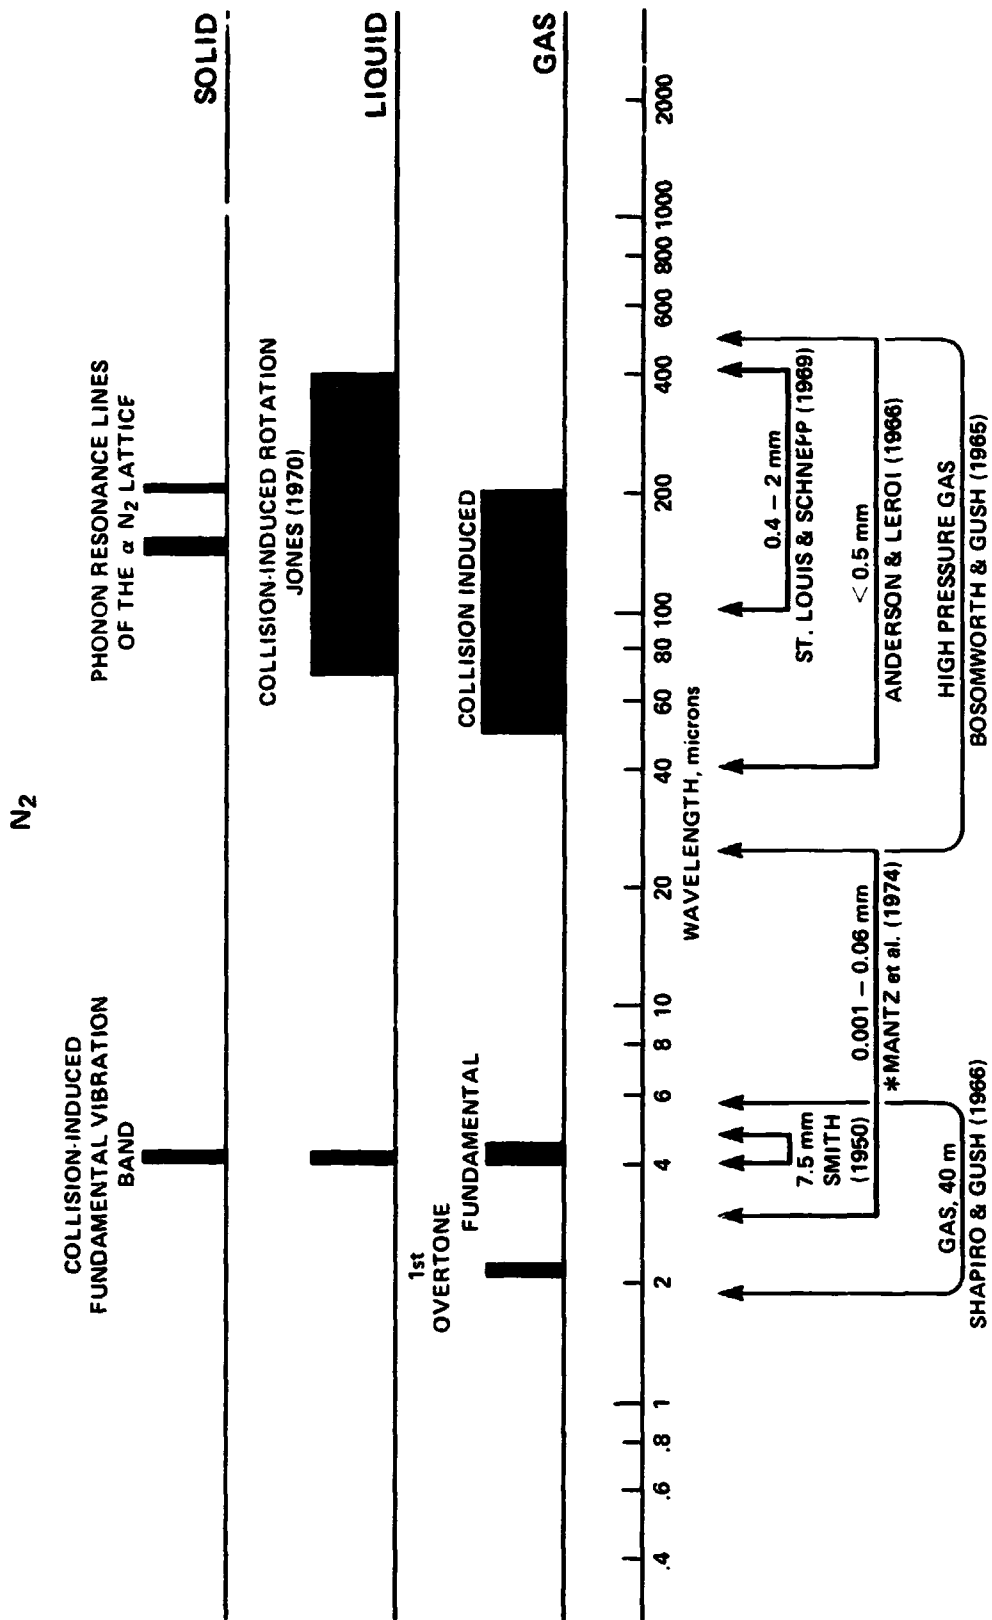 N2
COLLISION-INDUCED
FUNDAMENTAL VIBRATION
BAND
PHONON RESONANCE LINES
OF THE α N2 LATTICE
SOLID
COLLISION-INDUCED ROTATION
JONES (1970)
LIQUID
1st
OVERTONE
FUNDAMENTAL
COLLISION INDUCED
GAS
.4 .6 .8 1 2 4 6 8 10 20 40 60 80 100 200 400 600 800 1000 2000
WAVELENGTH, microns
7.5 mm
SMITH
(1950)
0.4 – 2 mm
ST. LOUIS & SCHNEPP (1969)
0.001 – 0.06 mm
*MANTZ et al. (1974)
< 0.5 mm
ANDERSON & LEROI (1966)
GAS, 40 m
SHAPIRO & GUSH (1966)
HIGH PRESSURE GAS
BOSOMWORTH & GUSH (1965)